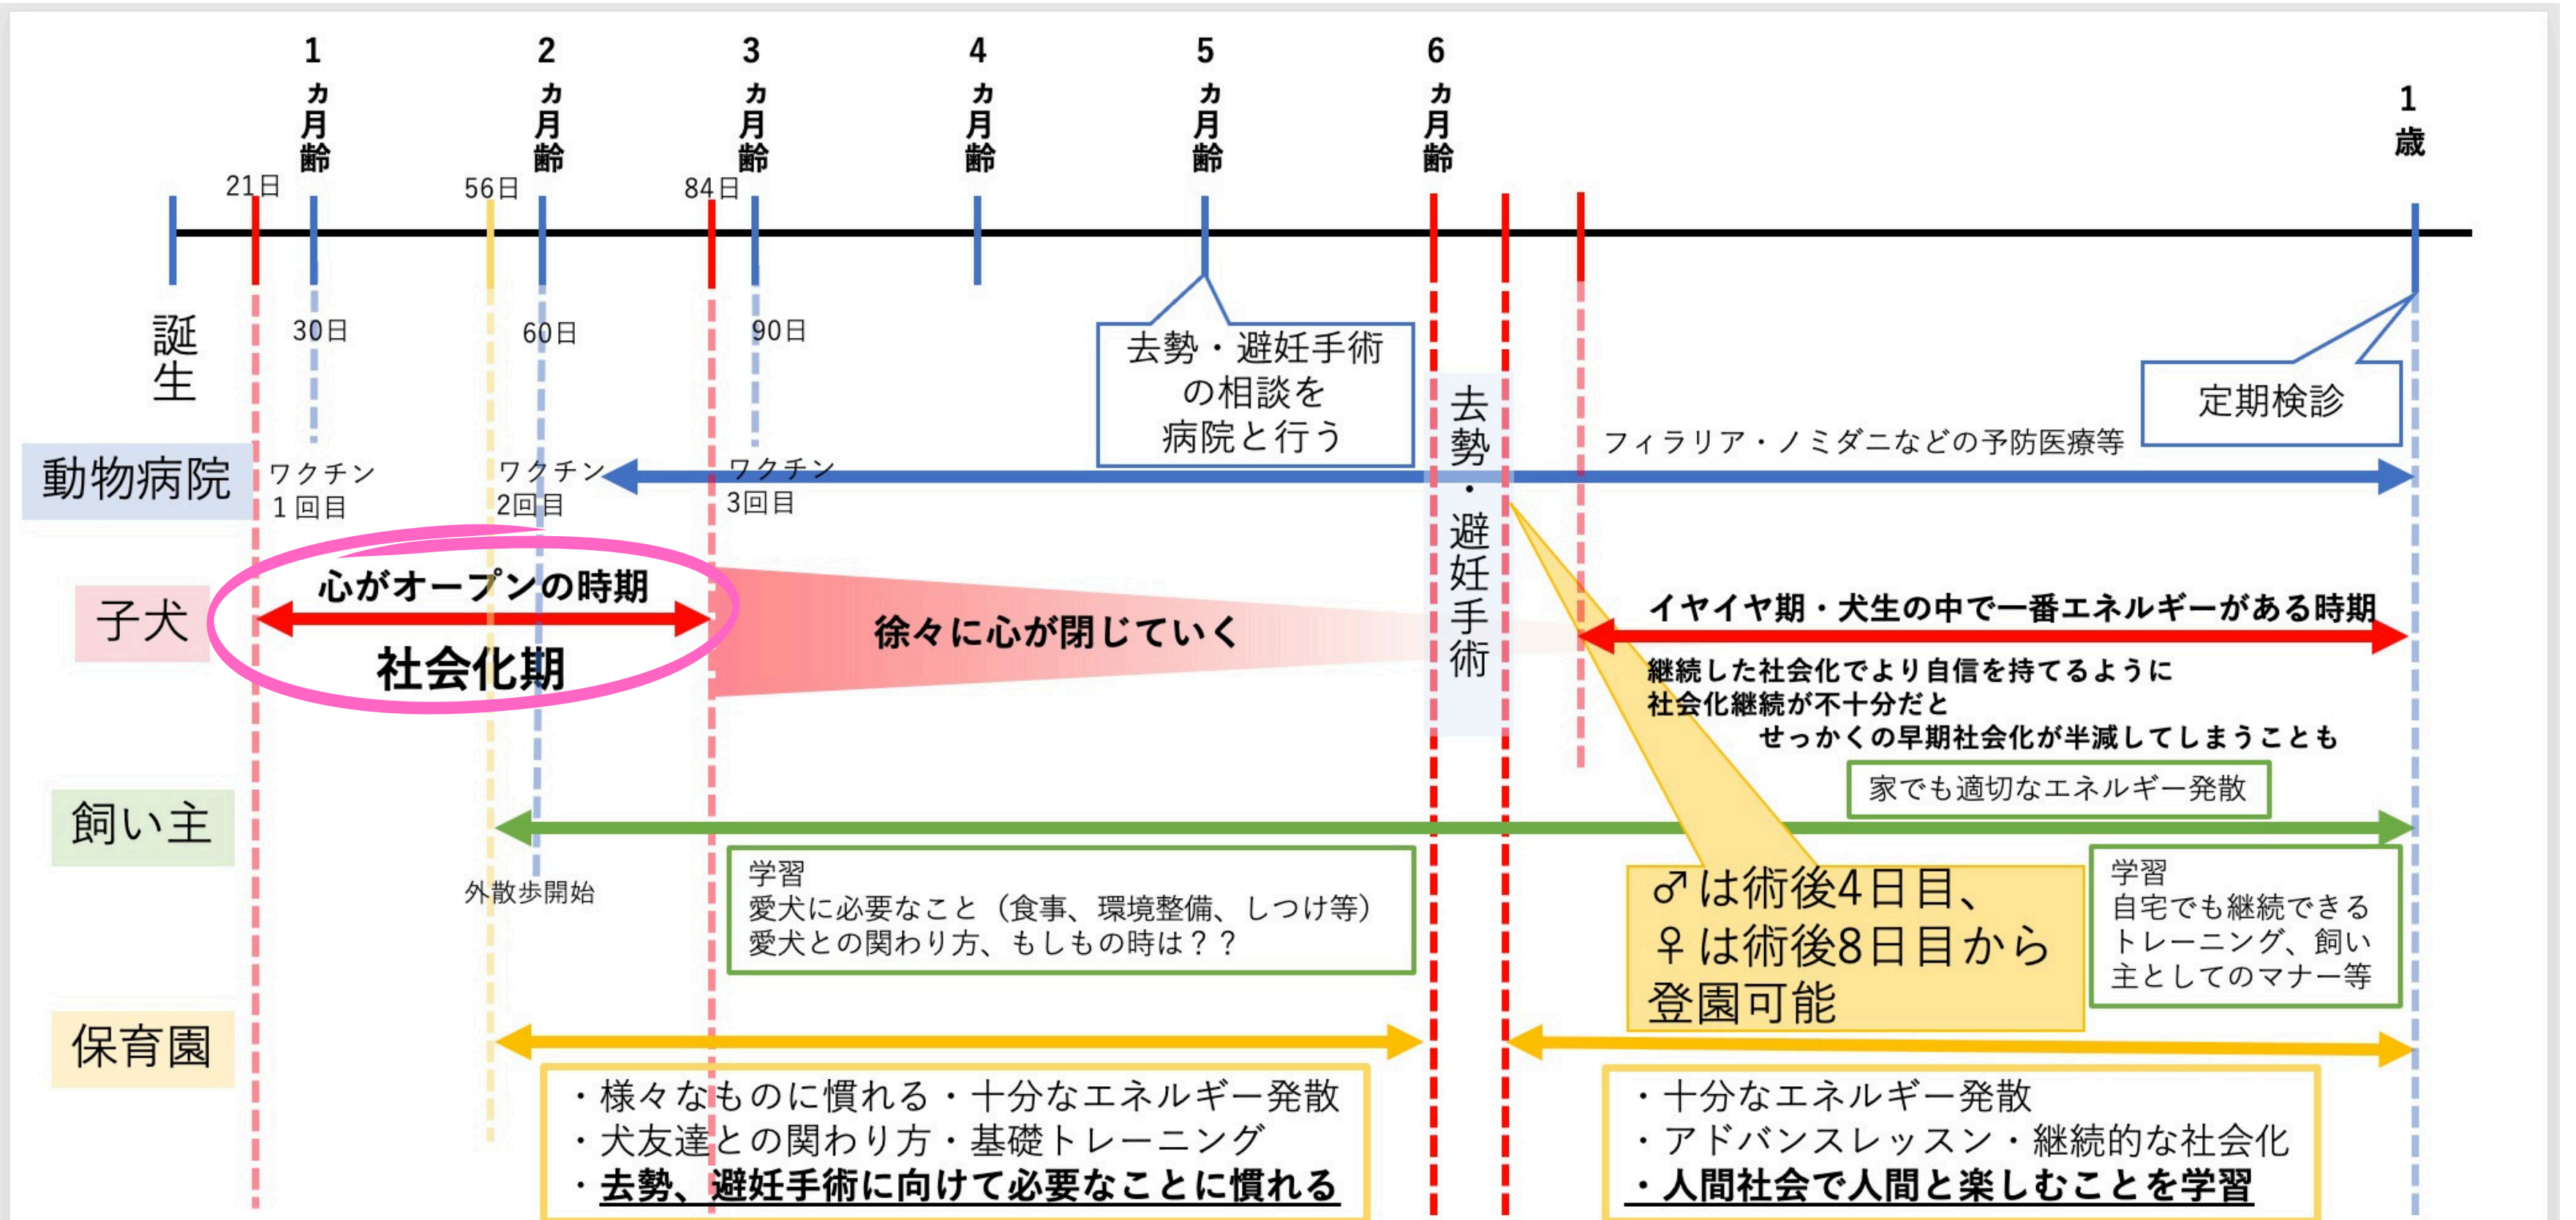 1ヵ月齢
2ヵ月齢
3ヵ月齢
4ヵ月齢
5ヵ月齢
6ヵ月齢
1歳
21日
56日
84日
誕生
30日
60日
90日
去勢・避妊手術
の相談を
病院と行う
定期検診
動物病院
ワクチン
1回目
ワクチン
2回目
ワクチン
3回目
フィラリア・ノミダニなどの予防医療等
去勢・避妊手術
子犬
心がオープンの時期
社会化期
徐々に心が閉じていく
イヤイヤ期・犬生の中で一番エネルギーがある時期
継続した社会化でより自信を持てるように
社会化継続が不十分だと
せっかくの早期社会化が半減してしまうことも
家でも適切なエネルギー発散
飼い主
外散歩開始
学習
愛犬に必要なこと（食事、環境整備、しつけ等）
愛犬との関わり方、もしもの時は？？
♂は術後4日目、
♀は術後8日目から
登園可能
学習
自宅でも継続できる
トレーニング、飼い
主としてのマナー等
保育園
・様々なものに慣れる・十分なエネルギー発散
・犬友達との関わり方・基礎トレーニング
・去勢、避妊手術に向けて必要なことに慣れる
・十分なエネルギー発散
・アドバンスレッスン・継続的な社会化
・人間社会で人間と楽しむことを学習